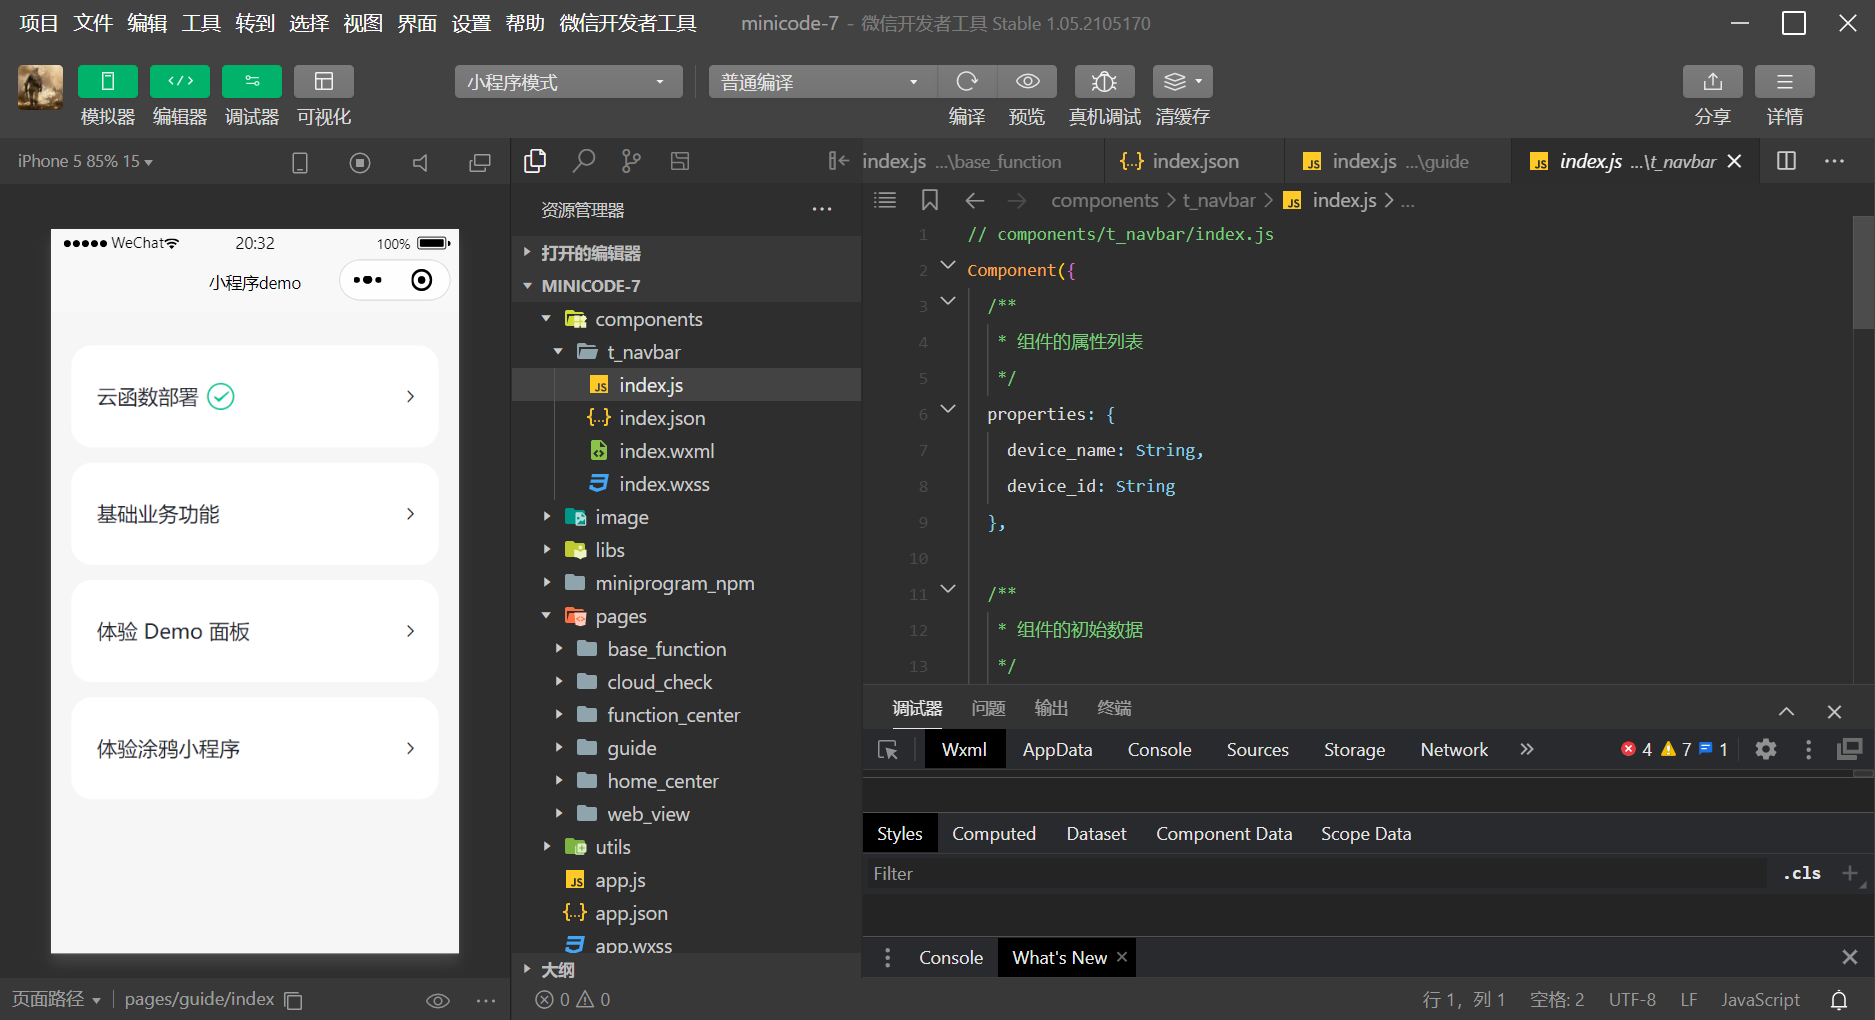 项目 文件 编辑 工具 转到 选择 视图 界面 设置 帮助 微信开发者工具 minicode-7 - 微信开发者工具 Stable 1.05.2105170
小程序模式 普通编译
模拟器 编辑器 调试器 可视化 编译 预览 真机调试 清缓存 分享 详情
iPhone 5 85% 15
WeChat 20:32 100%
小程序demo
云函数部署
基础业务功能
体验 Demo 面板
体验涂鸦小程序
页面路径 pages/guide/index
资源管理器
打开的编辑器
MINICODE-7
components
t_navbar
index.js
index.json
index.wxml
index.wxss
image
libs
miniprogram_npm
pages
base_function
cloud_check
function_center
guide
home_center
web_view
utils
app.js
app.json
app.wxss
大纲
0 0
index.js ...\base_function {..} index.json JS index.js ...\guide JS index.js ...\t_navbar
components > t_navbar > JS index.js > ...
1 // components/t_navbar/index.js
2 Component({
3 /**
4 * 组件的属性列表
5 */
6 properties: {
7 device_name: String,
8 device_id: String
9 },
10
11 /**
12 * 组件的初始数据
13 */
调试器 问题 输出 终端
Wxml AppData Console Sources Storage Network » 4 7 1
Styles Computed Dataset Component Data Scope Data
Filter .cls +
Console What's New
行 1，列 1 空格: 2 UTF-8 LF JavaScript